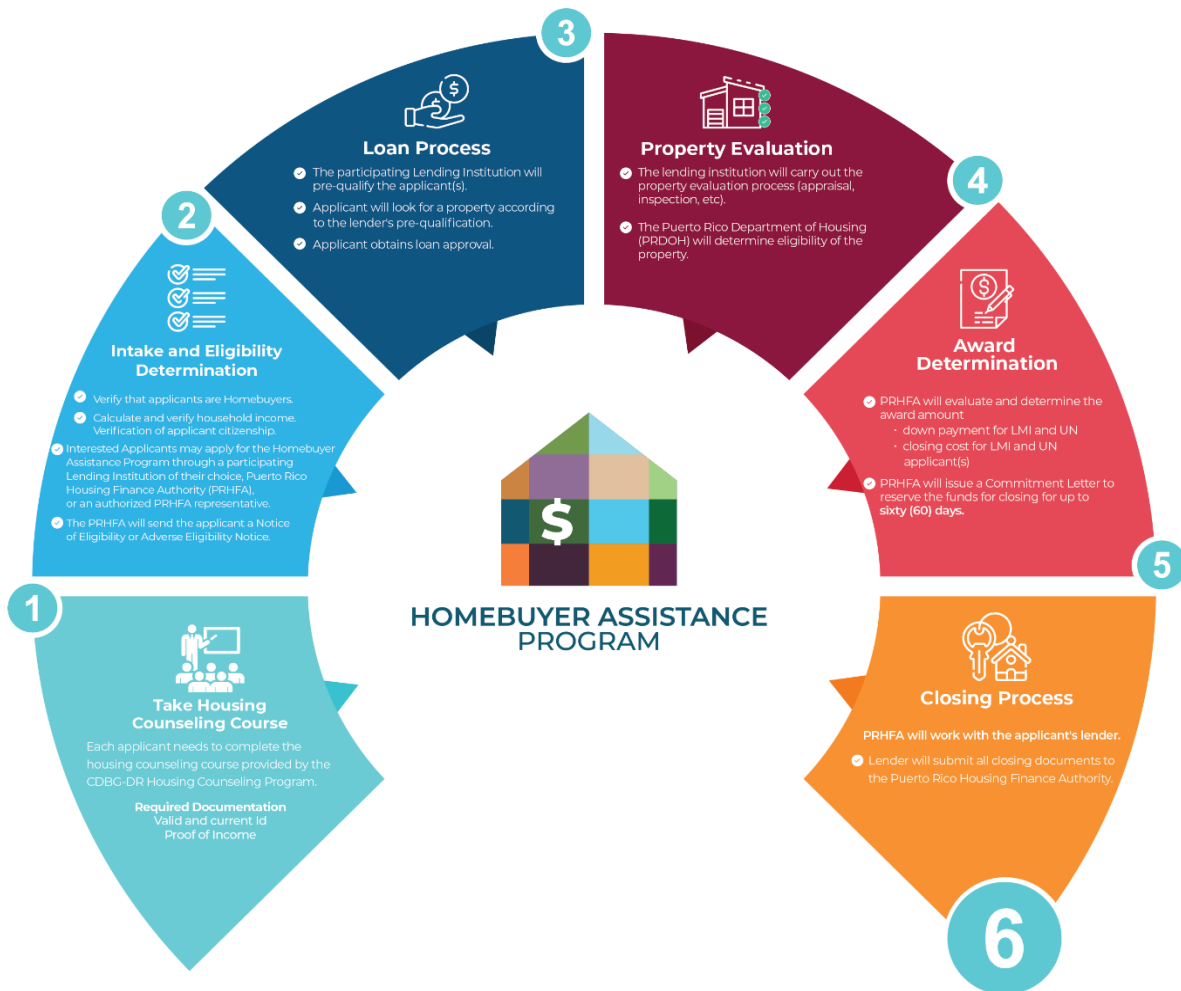 1
Take Housing
Counseling Course
Each applicant needs to complete the
housing counseling course provided by the
CDBG-DR Housing Counseling Program.
Required Documentation
Valid and current Id
Proof of Income
2
Intake and Eligibility
Determination
Verify that applicants are Homebuyers.
Calculate and verify household income.
Verification of applicant citizenship.
Interested Applicants may apply for the Homebuyer
Assistance Program through a participating
Lending Institution of their choice, Puerto Rico
Housing Finance Authority (PRHFA),
or an authorized PRHFA representative.
The PRHFA will send the applicant a Notice
of Eligibility or Adverse Eligibility Notice.
3
$
$
Loan Process
The participating Lending Institution will
pre-qualify the applicant(s).
Applicant will look for a property according
to the lender's pre-qualification.
Applicant obtains loan approval.
Property Evaluation
The lending institution will carry out the
property evaluation process (appraisal,
inspection, etc).
The Puerto Rico Department of Housing
(PRDOH) will determine eligibility of the
property.
4
$
Award
Determination
PRHFA will evaluate and determine the
award amount
· down payment for LMI and UN
· closing cost for LMI and UN
applicant(s)
PRHFA will issue a Commitment Letter to
reserve the funds for closing for up to
sixty (60) days.
5
Closing Process
PRHFA will work with the applicant's lender.
Lender will submit all closing documents to
the Puerto Rico Housing Finance Authority.
6
$
HOMEBUYER ASSISTANCE
PROGRAM